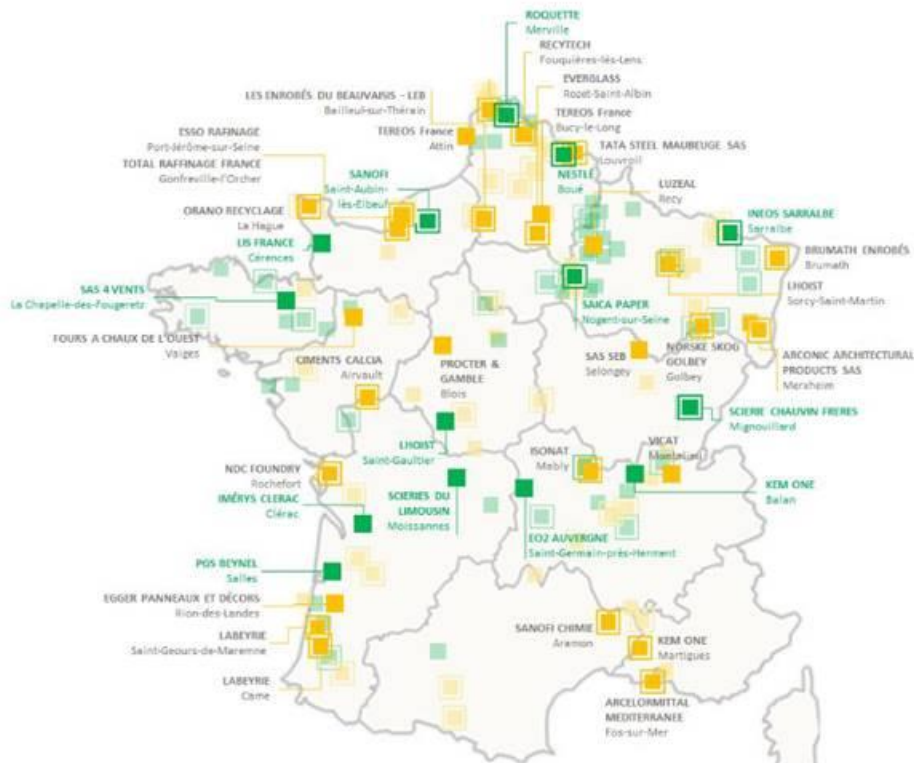 ROQUETTE
Merville
RECYTECH
Fouquières-lès-Lens
EVERGLASS
Rozet-Saint-Albin
LES ENROBÉS DU BEAUVAISIS - LEB
Bailleul-sur-Thérain
TEREOS France
Bucy-le-Long
ESSO RAFINAGE
Port-Jérôme-sur-Seine
TEREOS France
Attin
TATA STEEL MAUBEUGE SAS
Louvroil
TOTAL RAFFINAGE FRANCE
Gonfreville-l'Orcher
SANOFI
Saint-Aubin-
lès-Elbeuf
NESTLÉ
Boué
LUZEAL
Recy
ORANO RECYCLAGE
La Hague
INEOS SARRALBE
Sarralbe
LIS FRANCE
Cérences
BRUMATH ENROBÉS
Brumath
SAS 4 VENTS
La Chapelle-des-Fougeretz
LHOIST
Sorcy-Saint-Martin
SAICA PAPER
Nogent-sur-Seine
FOURS A CHAUX DE L'OUEST
Vaiges
CIMENTS CALCIA
Airvault
PROCTER &
GAMBLE
Blois
SAS SEB
Selongey
NORSKE SKOG
GOLBEY
Golbey
ARCONIC ARCHITECTURAL
PRODUCTS SAS
Merxheim
SCIERIE CHAUVIN FRERES
Mignovillard
LHOIST
Saint-Gaultier
ISONAT
Mably
VICAT
Montalieu
NDC FOUNDRY
Rochefort
KEM ONE
Balan
IMÉRYS CLERAC
Clérac
SCIERIES DU
LIMOUSIN
Moissannes
EO2 AUVERGNE
Saint-Germain-près-Herment
PGS BEYNEL
Salles
EGGER PANNEAUX ET DÉCORS
Rion-des-Landes
LABEYRIE
Saint-Geours-de-Maremne
SANOFI CHIMIE
Aramon
KEM ONE
Martigues
LABEYRIE
Came
ARCELORMITTAL
MEDITERRANEE
Fos-sur-Mer